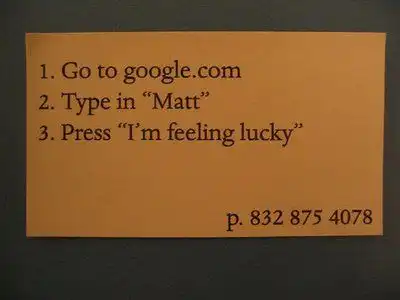 1. Go to google.com
2. Type in “Matt”
3. Press “I'm feeling lucky”
p. 832 875 4078